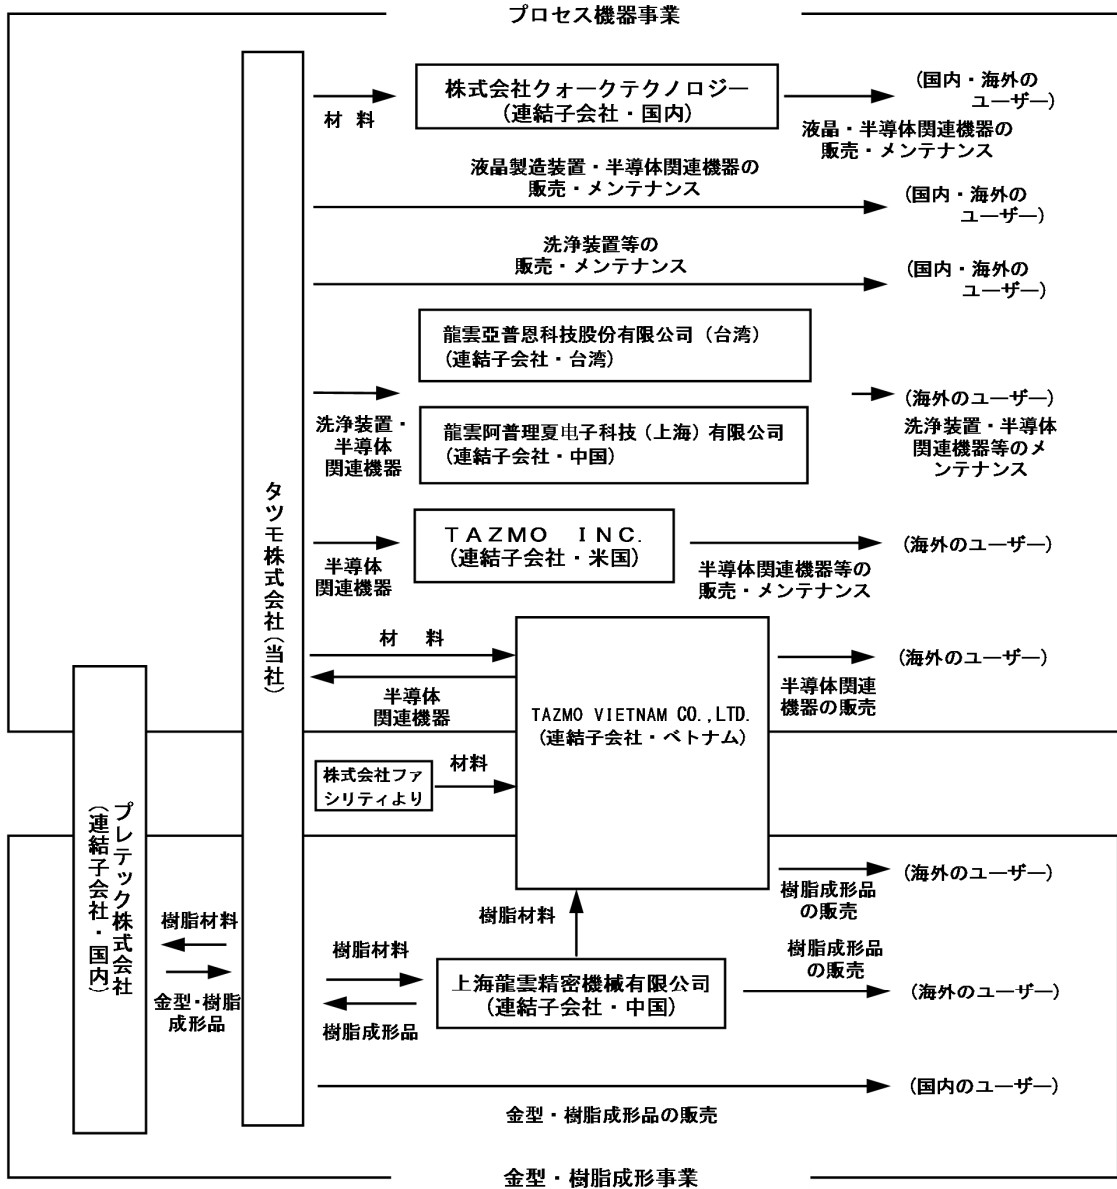 プロセス機器事業
株式会社クォークテクノロジー
(連結子会社・国内)
材 料
(国内・海外の
ユーザー)
液晶・半導体関連機器の
販売・メンテナンス
液晶製造装置・半導体関連機器の
販売・メンテナンス
(国内・海外の
ユーザー)
洗浄装置等の
販売・メンテナンス
(国内・海外の
ユーザー)
龍雲亞普恩科技股份有限公司(台湾)
(連結子会社・台湾)
洗浄装置・
半導体
関連機器
龍雲阿普理夏电子科技(上海)有限公司
(連結子会社・中国)
(海外のユーザー)
洗浄装置・半導体
関連機器等のメ
ンテナンス
タツモ株式会社(当社)
TAZMO INC.
(連結子会社・米国)
半導体
関連機器
半導体関連機器等の
販売・メンテナンス
(海外のユーザー)
材 料
半導体
関連機器
TAZMO VIETNAM CO.,LTD.
(連結子会社・ベトナム)
(海外のユーザー)
半導体関連
機器の販売
株式会社ファ
シリティより
材料
プレテック株式会社
(連結子会社・国内)
(海外のユーザー)
樹脂成形品
の販売
樹脂材料
樹脂材料
金型・樹脂
成形品
樹脂材料
樹脂成形品
上海龍雲精密機械有限公司
(連結子会社・中国)
樹脂成形品
の販売
(海外のユーザー)
(国内のユーザー)
金型・樹脂成形品の販売
金型・樹脂成形事業